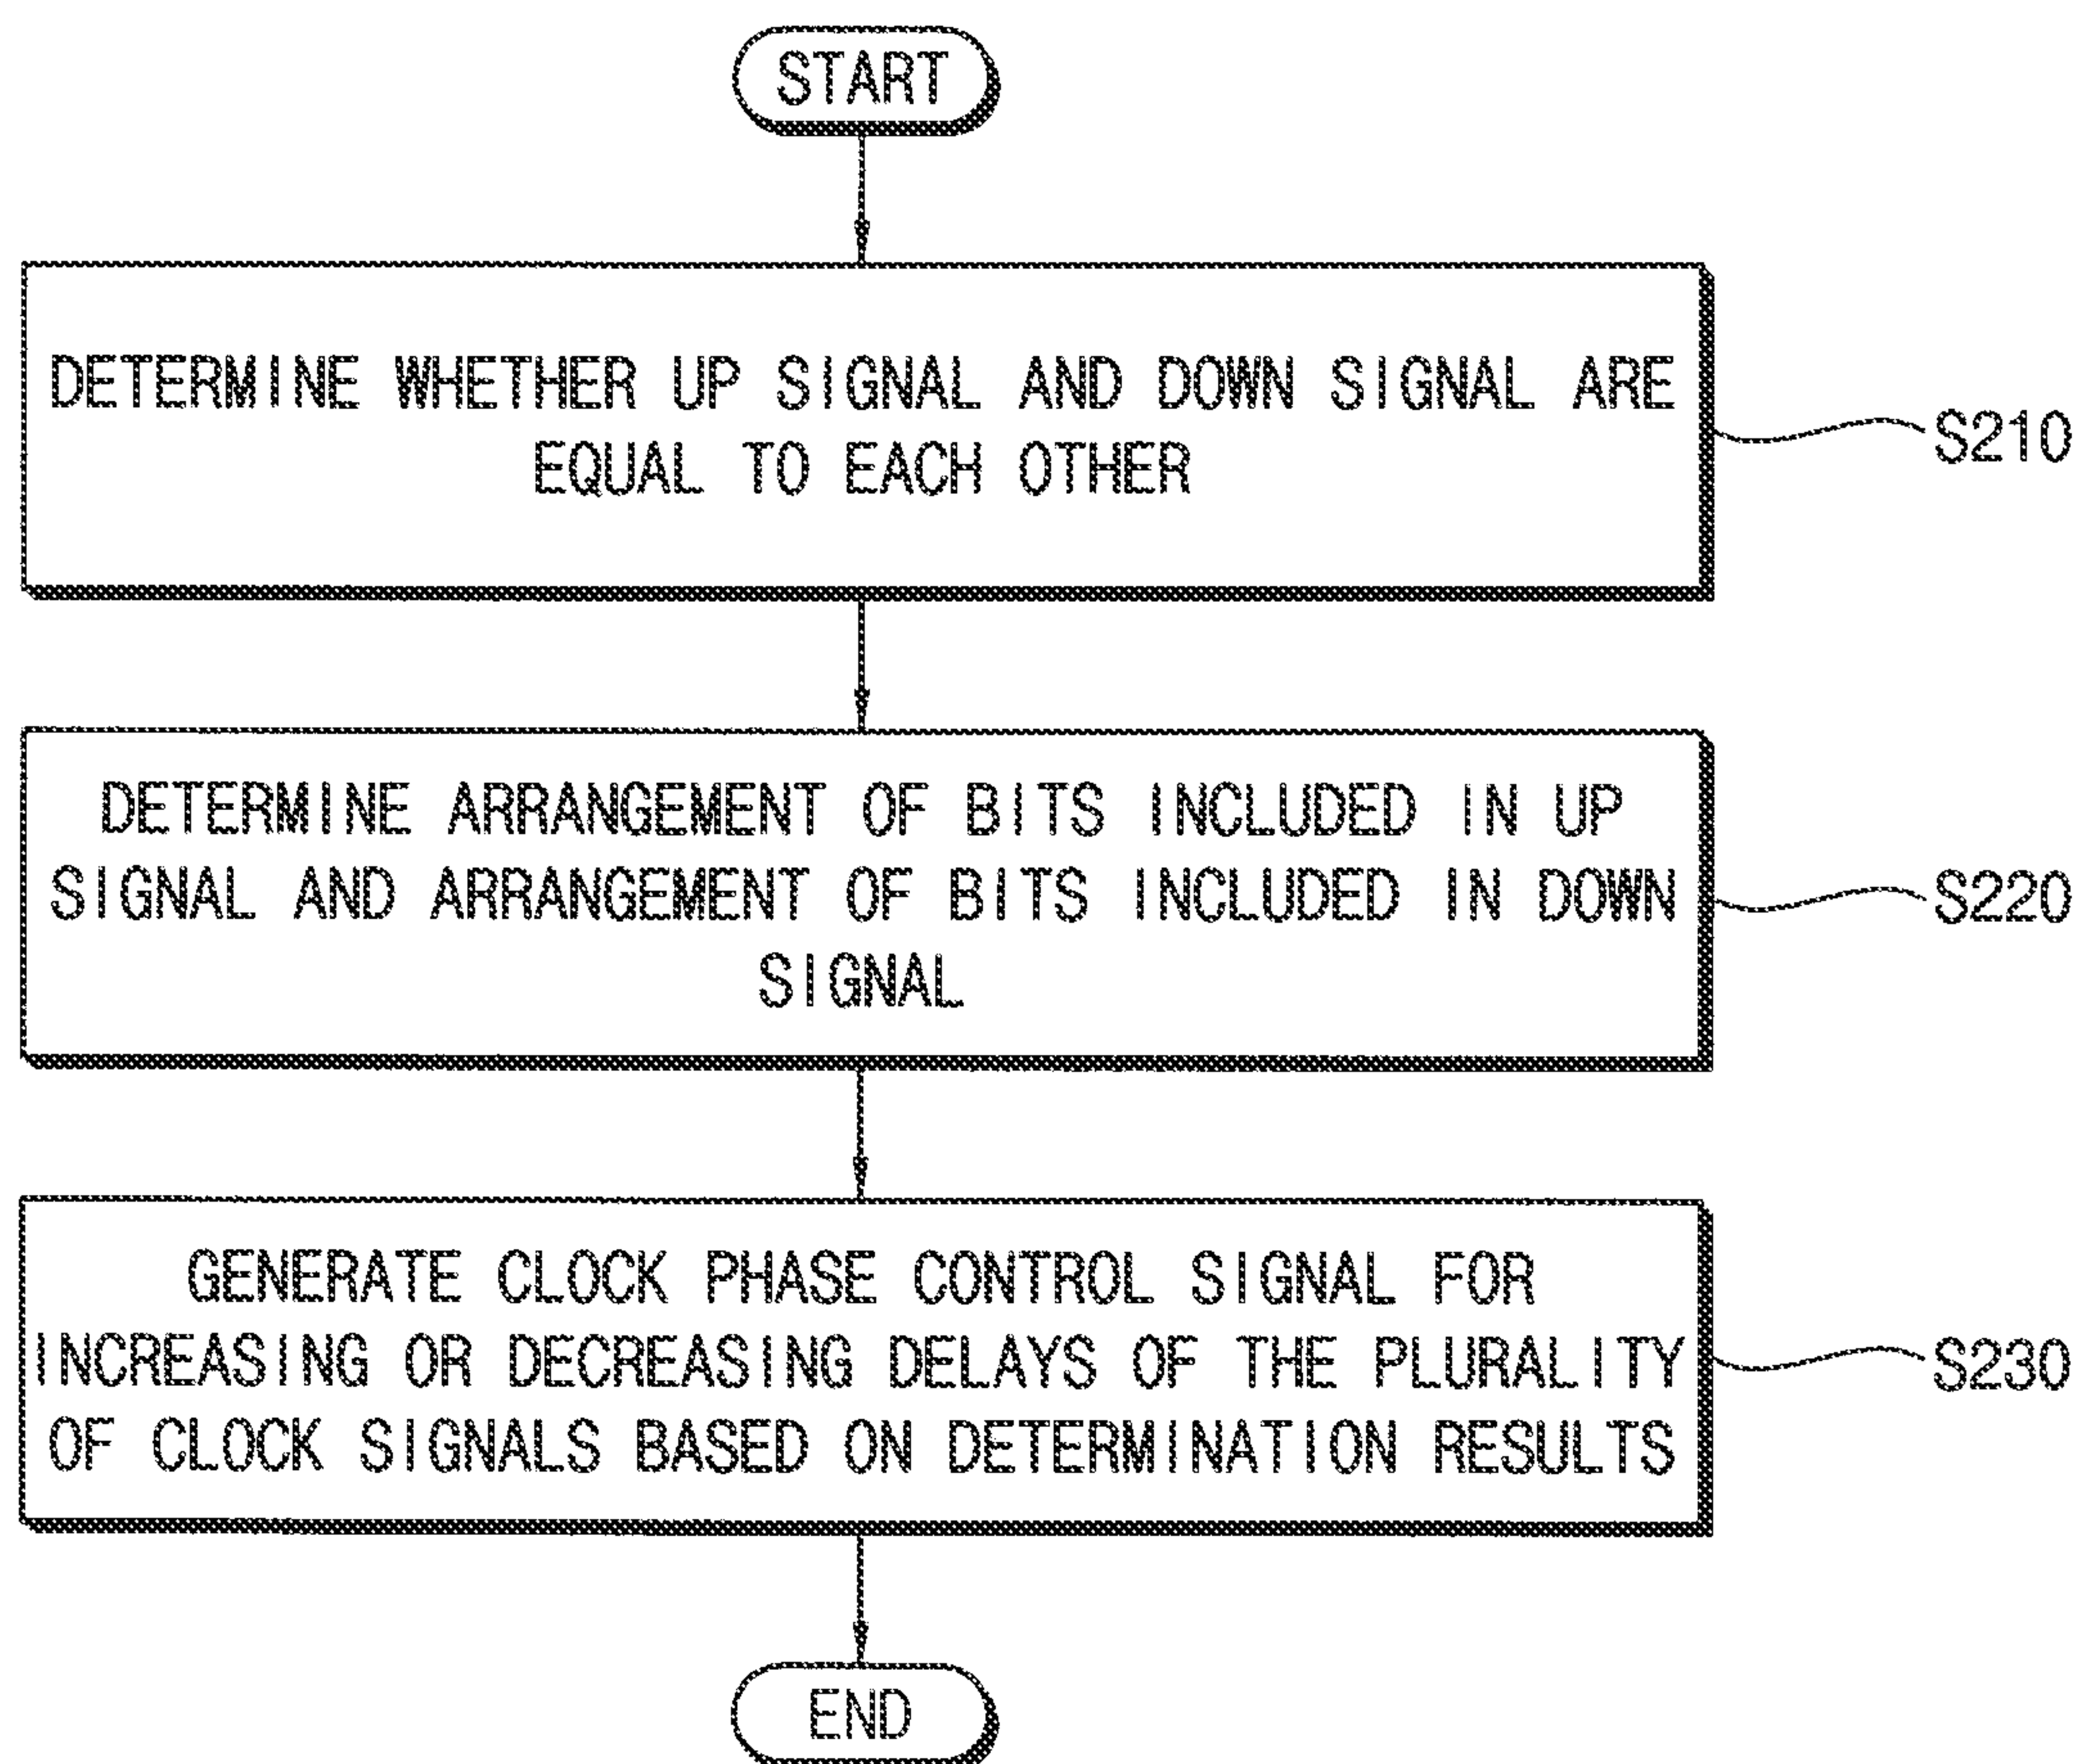 START
DETERMINE WHETHER UP SIGNAL AND DOWN SIGNAL ARE
EQUAL TO EACH OTHER
S210
DETERMINE ARRANGEMENT OF BITS INCLUDED IN UP
SIGNAL AND ARRANGEMENT OF BITS INCLUDED IN DOWN
SIGNAL
S220
GENERATE CLOCK PHASE CONTROL SIGNAL FOR
INCREASING OR DECREASING DELAYS OF THE PLURALITY
OF CLOCK SIGNALS BASED ON DETERMINATION RESULTS
S230
END